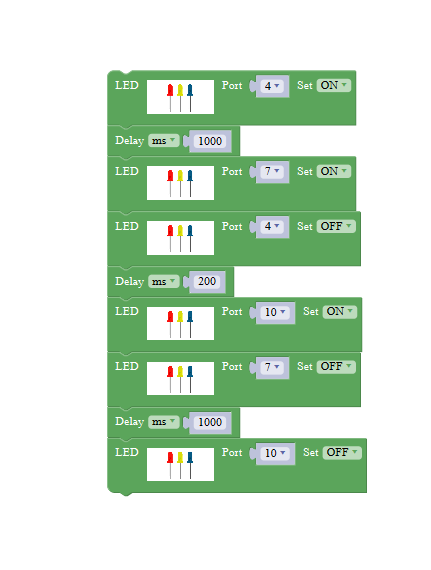 LED Port 4 Set ON
Delay ms 1000
LED Port 7 Set ON
LED Port 4 Set OFF
Delay ms 200
LED Port 10 Set ON
LED Port 7 Set OFF
Delay ms 1000
LED Port 10 Set OFF